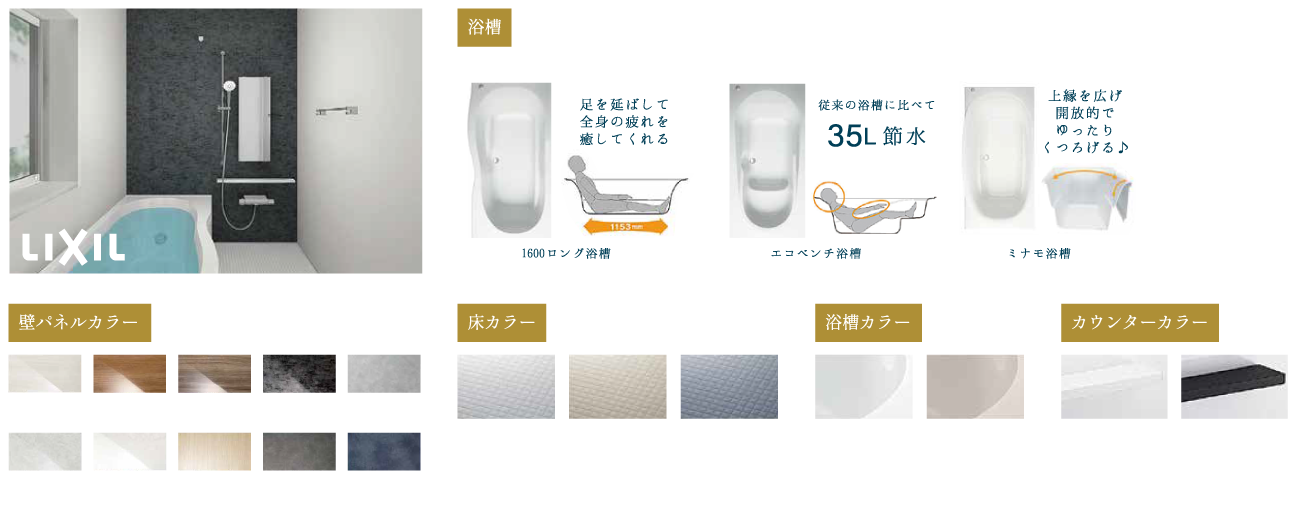 LIXIL
浴槽
足を延ばして
全身の疲れを
癒してくれる
1153mm
1600ロング浴槽
従来の浴槽に比べて
35L 節水
エコベンチ浴槽
上縁を広げ
開放的で
ゆったり
くつろげる♪
ミナモ浴槽
壁パネルカラー
床カラー
浴槽カラー
カウンターカラー